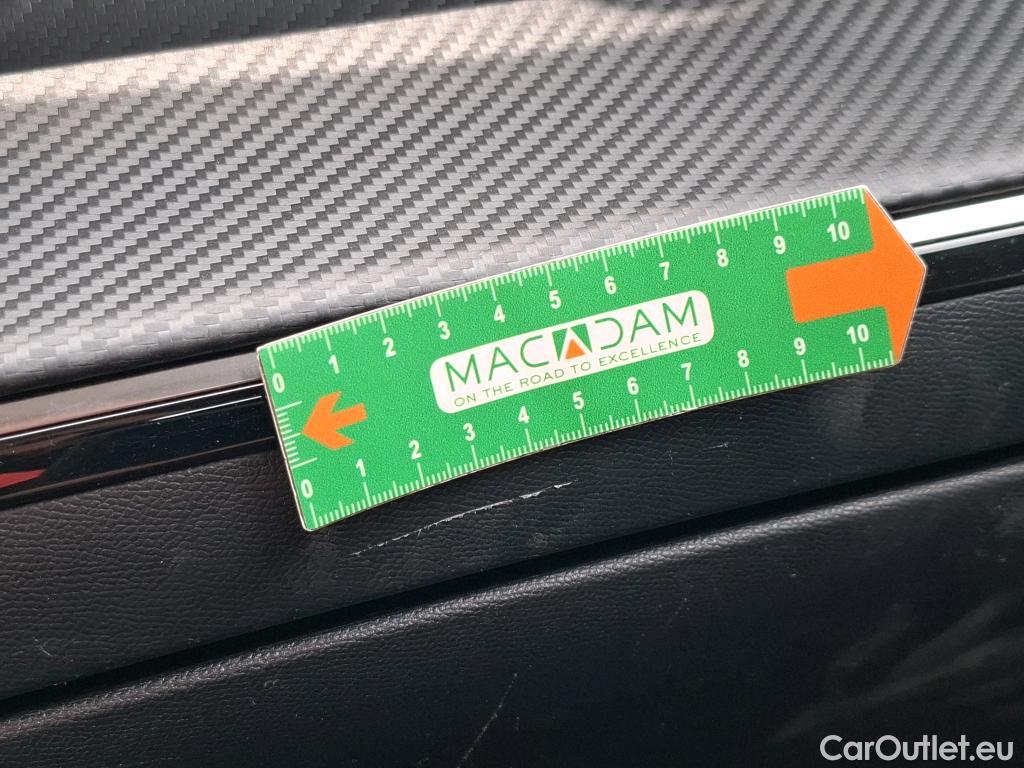 0 1 2 3 4 5 6 7 8 9 10
MACADAM
ON THE ROAD TO EXCELLENCE
0 1 2 3 4 5 6 7 8 9 10
CarOutlet.eu